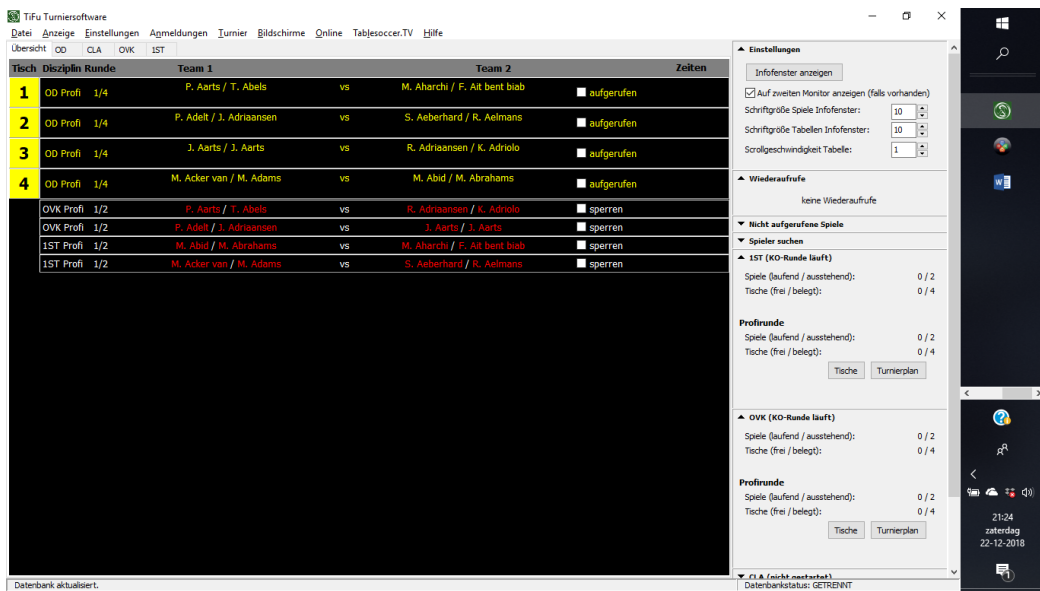 TiFu Turniersoftware
Datei Anzeige Einstellungen Anmeldungen Turnier Bildschirme Online Tablesoccer.TV Hilfe
Übersicht OD CLA OVK 1ST
Tisch Disziplin Runde Team 1 Team 2 Zeiten
1 OD Profi 1/4 P. Aarts / T. Abels vs M. Aharchi / F. Ait bent biab aufgerufen
2 OD Profi 1/4 P. Adelt / J. Adriaansen vs S. Aeberhard / R. Aelmans aufgerufen
3 OD Profi 1/4 J. Aarts / J. Aarts vs R. Adriaansen / K. Adriolo aufgerufen
4 OD Profi 1/4 M. Acker van / M. Adams vs M. Abid / M. Abrahams aufgerufen
OVK Profi 1/2 P. Aarts / T. Abels vs R. Adriaansen / K. Adriolo sperren
OVK Profi 1/2 P. Adelt / J. Adriaansen vs J. Aarts / J. Aarts sperren
1ST Profi 1/2 M. Abid / M. Abrahams vs M. Aharchi / F. Ait bent biab sperren
1ST Profi 1/2 M. Acker van / M. Adams vs S. Aeberhard / R. Aelmans sperren
Einstellungen
Infofenster anzeigen
Auf zweiten Monitor anzeigen (falls vorhanden)
Schriftgröße Spiele Infofenster: 10
Schriftgröße Tabellen Infofenster: 10
Scrollgeschwindigkeit Tabelle: 1
Wiederaufrufe
keine Wiederaufrufe
Nicht aufgerufene Spiele
Spieler suchen
1ST (KO-Runde läuft)
Spiele (laufend / ausstehend): 0 / 2
Tische (frei / belegt): 0 / 4
Profirunde
Spiele (laufend / ausstehend): 0 / 2
Tische (frei / belegt): 0 / 4
Tische Turnierplan
OVK (KO-Runde läuft)
Spiele (laufend / ausstehend): 0 / 2
Tische (frei / belegt): 0 / 4
Profirunde
Spiele (laufend / ausstehend): 0 / 2
Tische (frei / belegt): 0 / 4
Tische Turnierplan
CLA (nicht gestartet)
Datenbank aktualisiert. Datenbankstatus: GETRENNT
21:24
zaterdag
22-12-2018
1